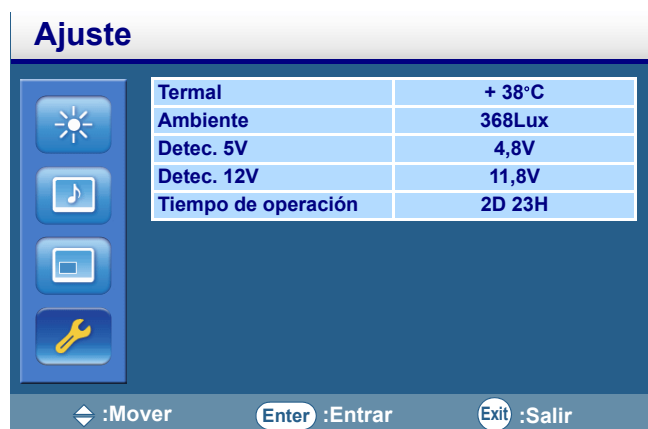 Ajuste
Termal + 38°C
Ambiente 368Lux
Detec. 5V 4,8V
Detec. 12V 11,8V
Tiempo de operación 2D 23H
:Mover Enter :Entrar Exit :Salir